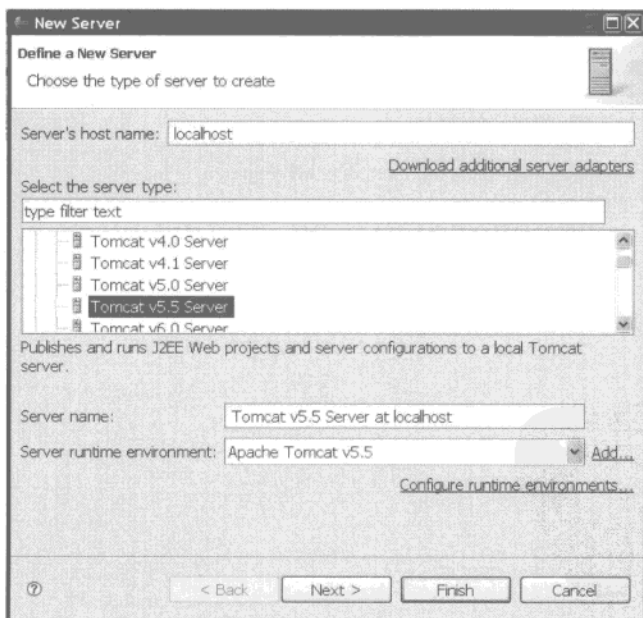 New Server
Define a New Server
Choose the type of server to create
Server's host name: localhost
Download additional server adapters
Select the server type:
type filter text
Tomcat v4.0 Server
Tomcat v4.1 Server
Tomcat v5.0 Server
Tomcat v5.5 Server
Tomcat v6.0 Server
Publishes and runs J2EE Web projects and server configurations to a local Tomcat
server.
Server name: Tomcat v5.5 Server at localhost
Server runtime environment: Apache Tomcat v5.5 Add...
Configure runtime environments...
? < Back Next > Finish Cancel